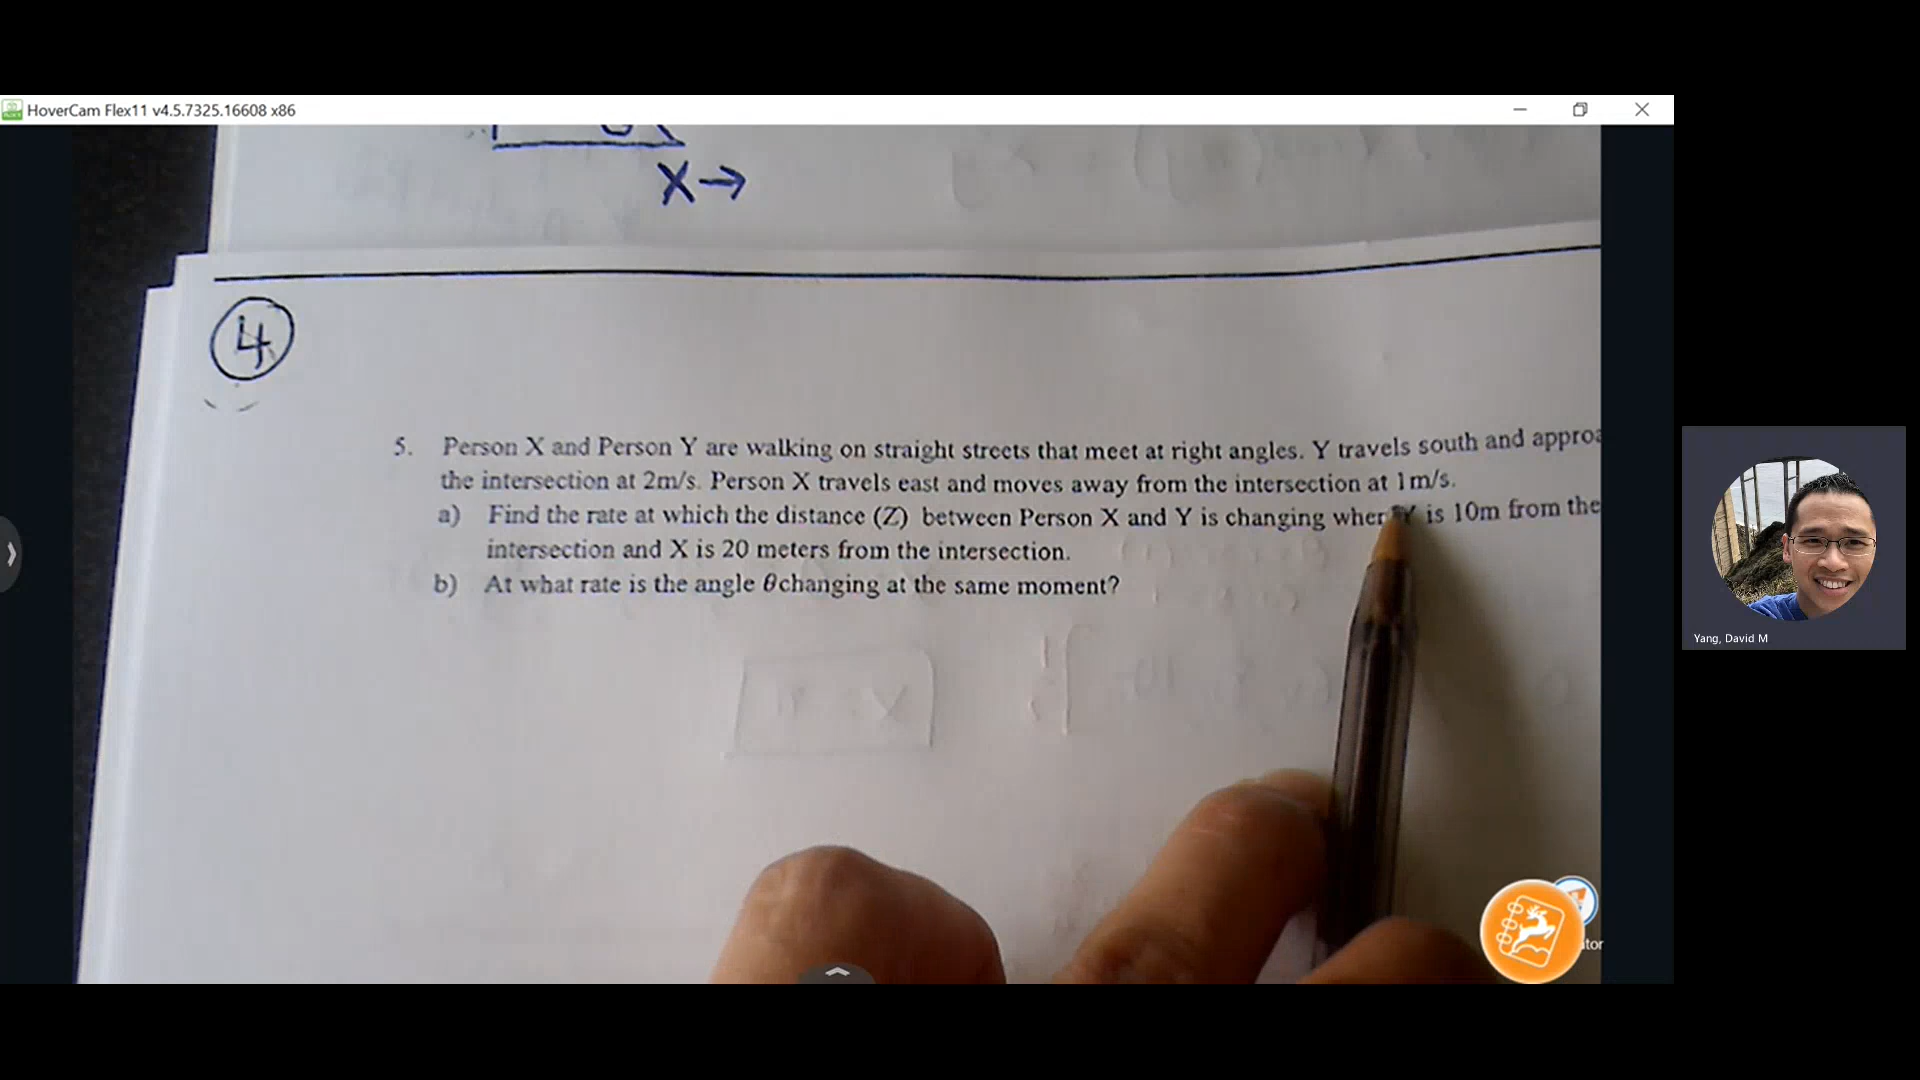 HoverCam Flex11 v4.5.7325.16608 x86
X→
4
5. Person X and Person Y are walking on straight streets that meet at right angles. Y travels south and approa
the intersection at 2m/s. Person X travels east and moves away from the intersection at 1m/s.
a) Find the rate at which the distance (Z) between Person X and Y is changing when Y is 10m from the
intersection and X is 20 meters from the intersection.
b) At what rate is the angle θ changing at the same moment?
Yang, David M